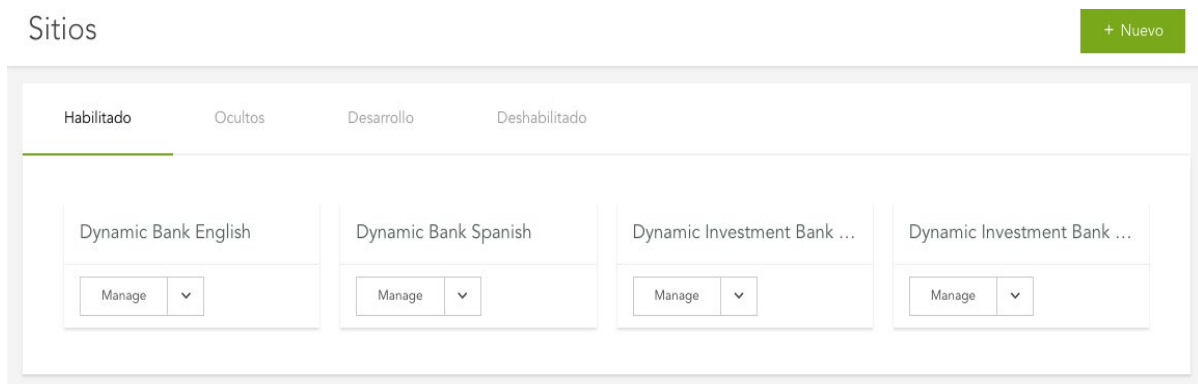 Sitios
+ Nuevo
Habilitado Ocultos Desarrollo Deshabilitado
Dynamic Bank English Dynamic Bank Spanish Dynamic Investment Bank ... Dynamic Investment Bank ...
Manage Manage Manage Manage